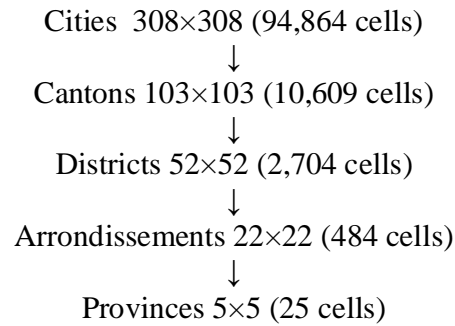 Cities 308×308 (94,864 cells)
↓
Cantons 103×103 (10,609 cells)
↓
Districts 52×52 (2,704 cells)
↓
Arrondissements 22×22 (484 cells)
↓
Provinces 5×5 (25 cells)